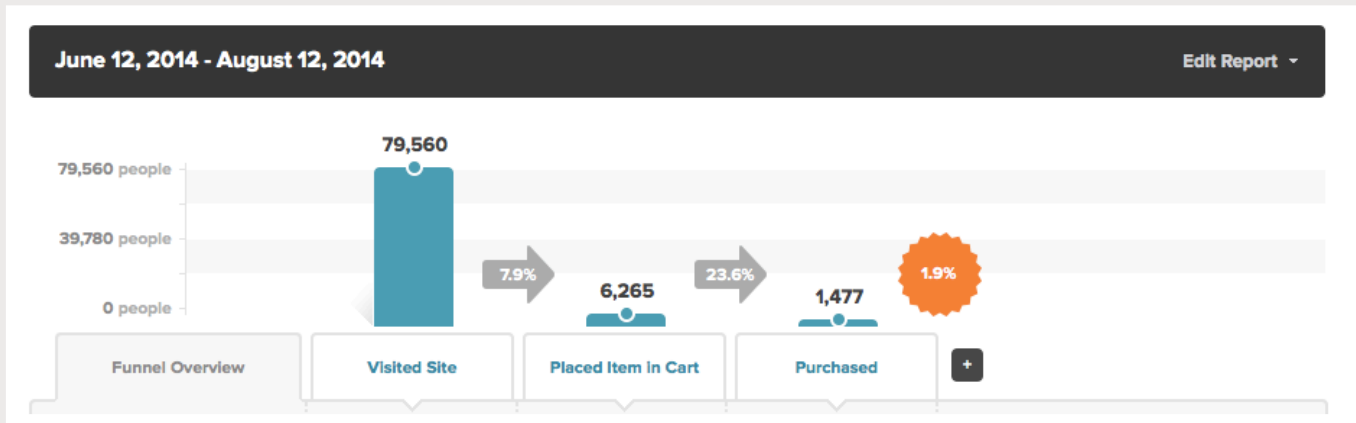 June 12, 2014 - August 12, 2014
Edit Report
79,560
79,560 people
39,780 people
7.9%
23.6%
1.9%
6,265
1,477
0 people
Funnel Overview
Visited Site
Placed Item in Cart
Purchased
+